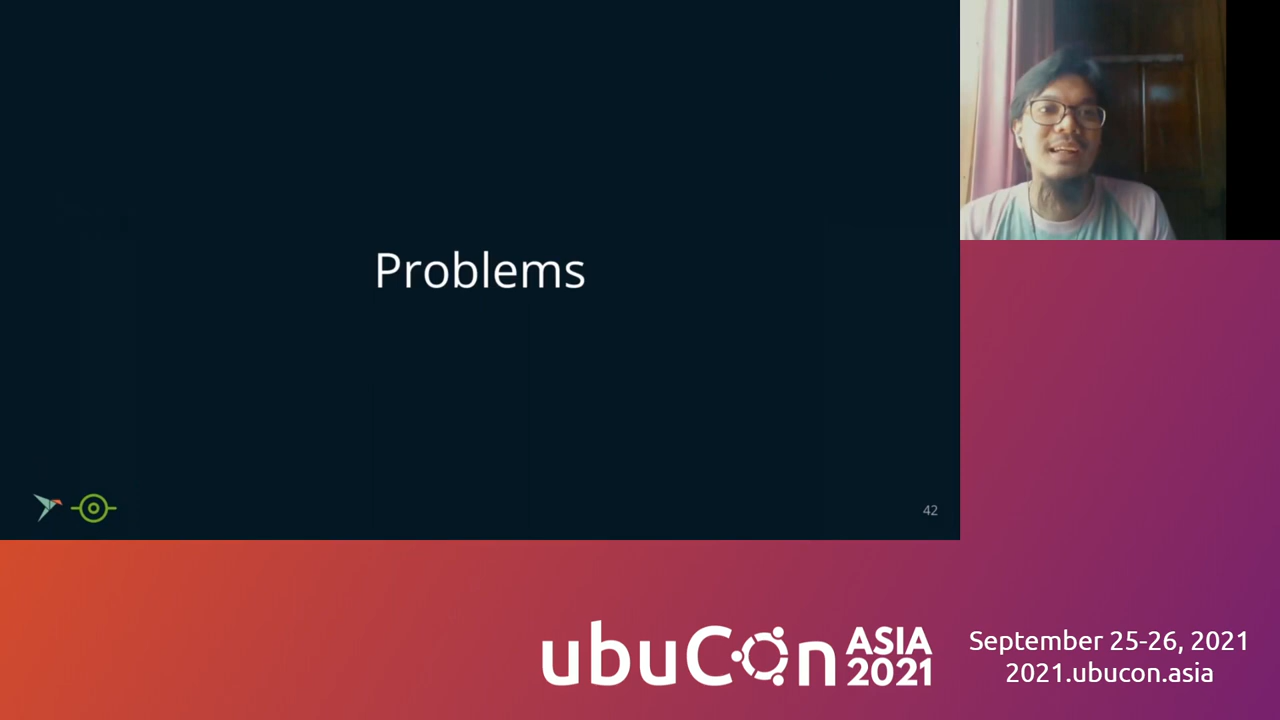 Problems
42
ubuCon ASIA 2021
September 25-26, 2021
2021.ubucon.asia